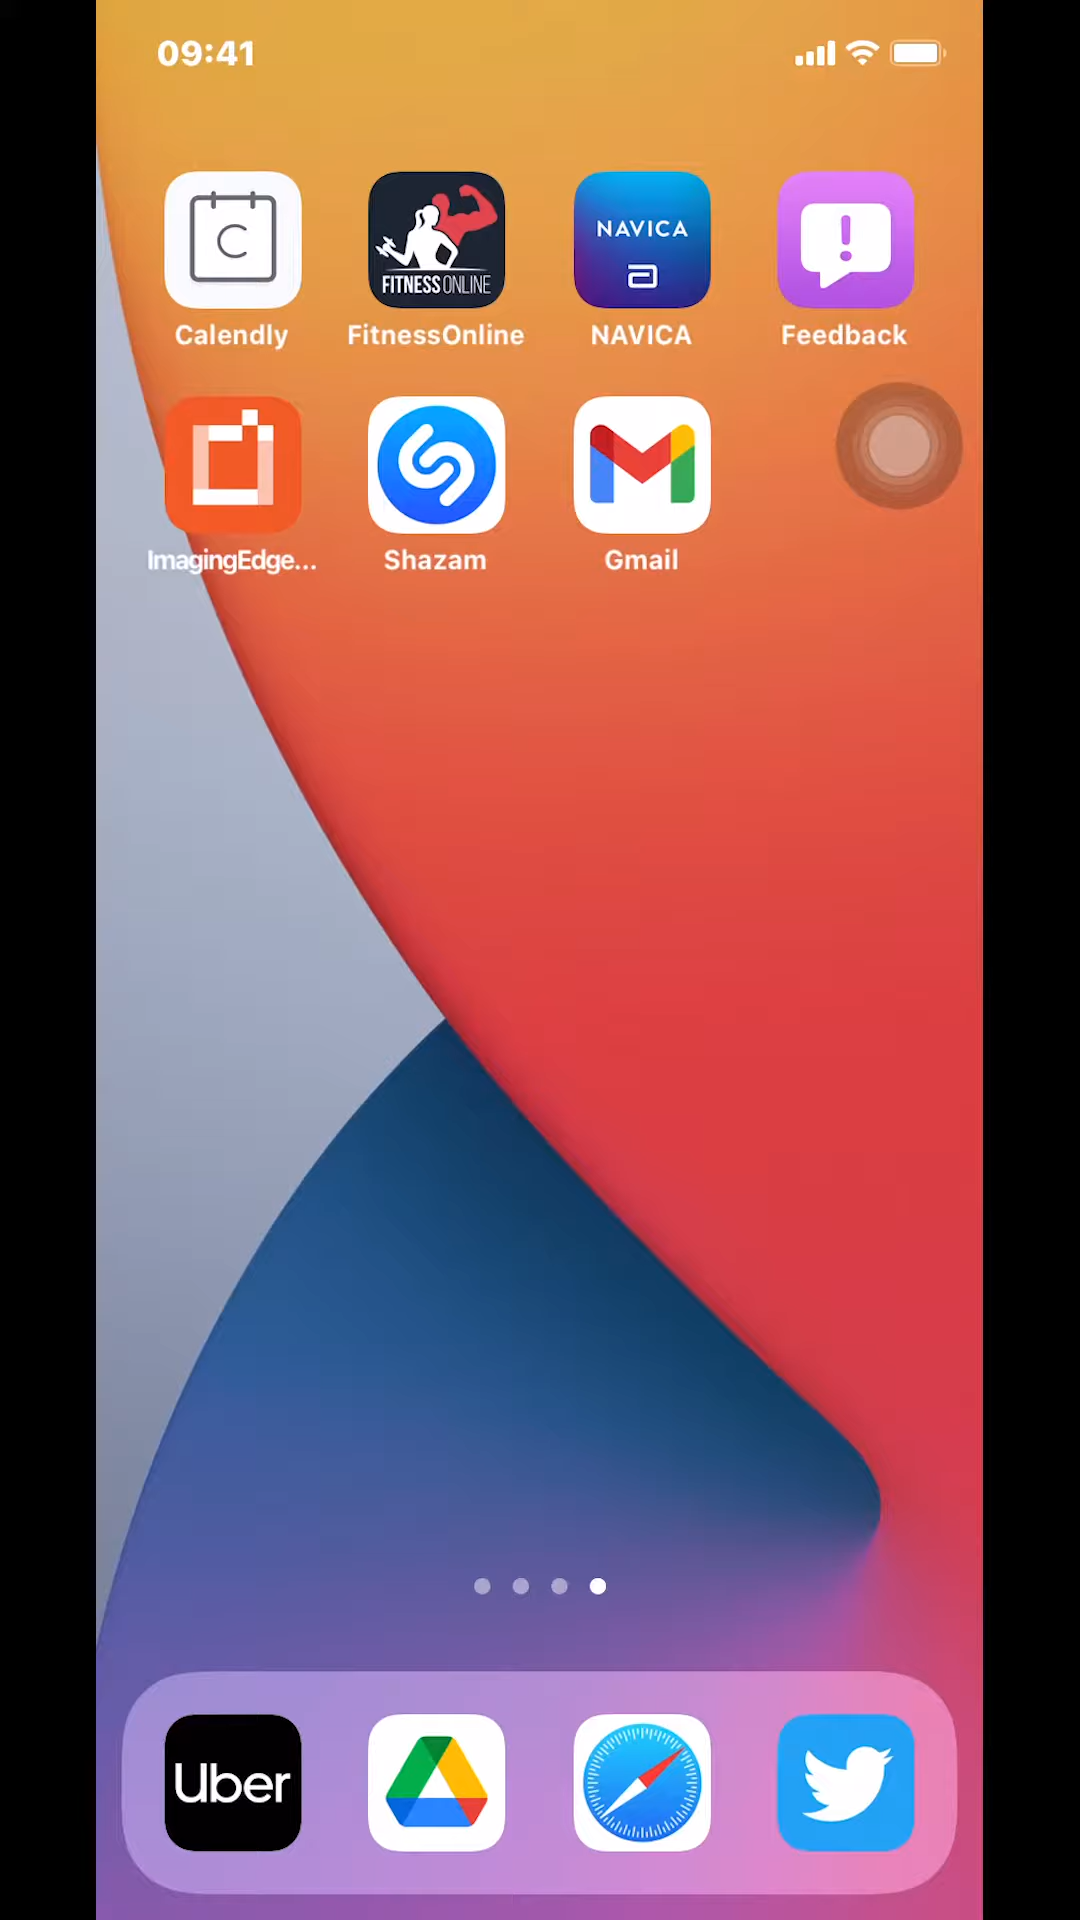 09:41
C
FITNESS ONLINE
NAVICA
!
Calendly
FitnessOnline
NAVICA
Feedback
ImagingEdge...
Shazam
Gmail
Uber